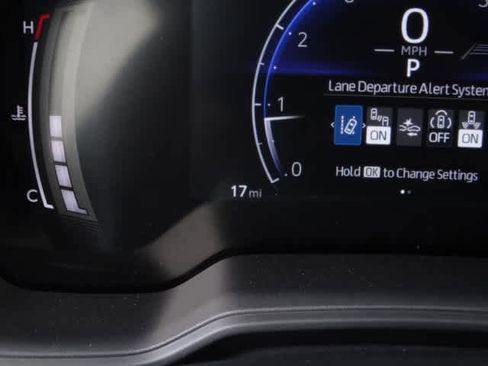 H
0
MPH
P
2
1
0
Lane Departure Alert System
ON
OFF
ON
Hold OK to Change Settings
C
17 mi